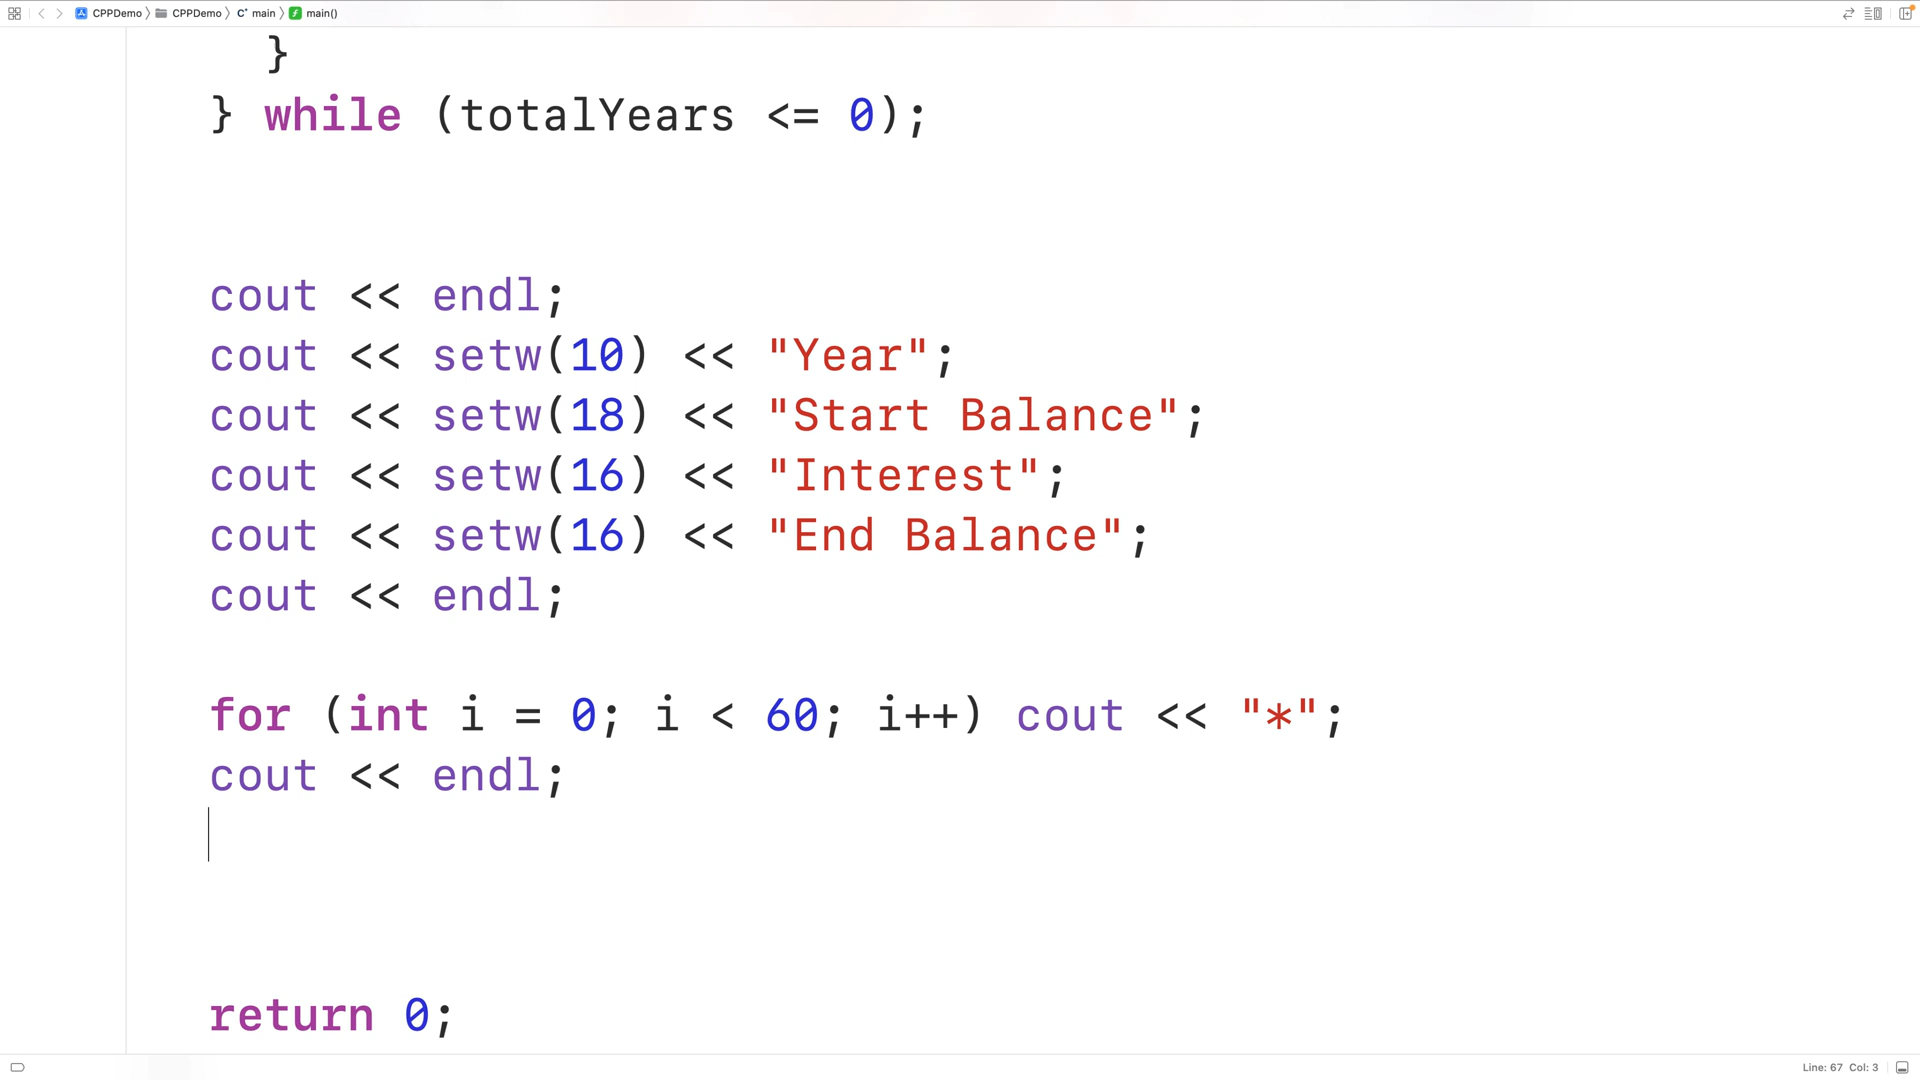 CPPDemo CPPDemo C+ main f main()
}
} while (totalYears <= 0);
cout << endl;
cout << setw(10) << "Year";
cout << setw(18) << "Start Balance";
cout << setw(16) << "Interest";
cout << setw(16) << "End Balance";
cout << endl;
for (int i = 0; i < 60; i++) cout << "*";
cout << endl;
return 0;
Line: 67 Col: 3